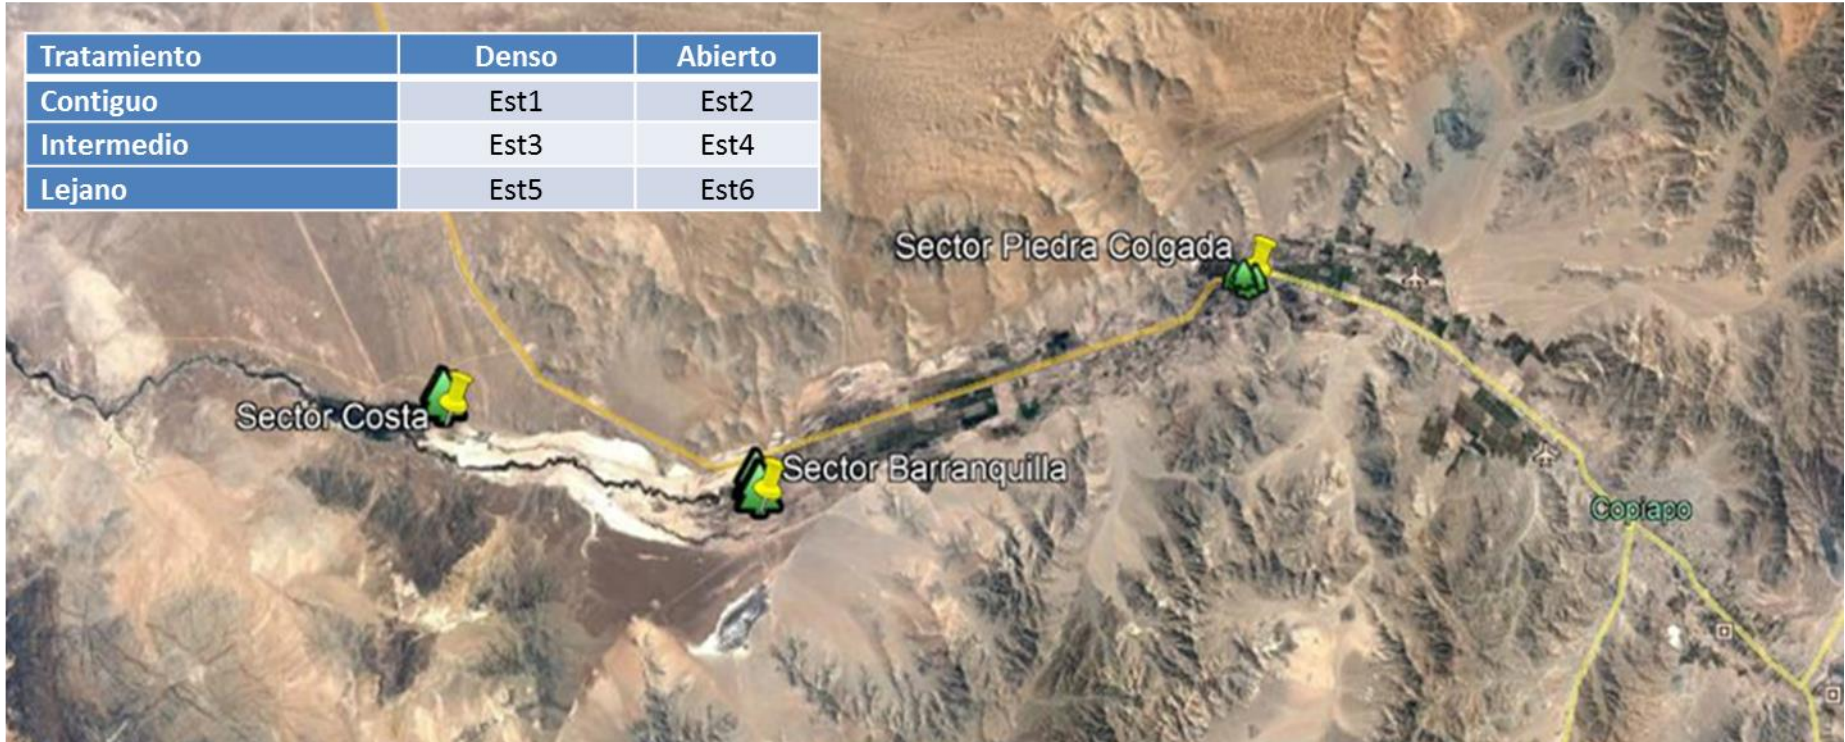 Tratamiento Denso Abierto
Contiguo Est1 Est2
Intermedio Est3 Est4
Lejano Est5 Est6
Sector Piedra Colgada
Sector Costa
Sector Barranquilla
Copiapo